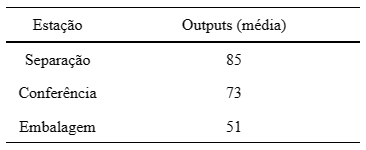 Estação Outputs (média)
Separação 85
Conferência 73
Embalagem 51